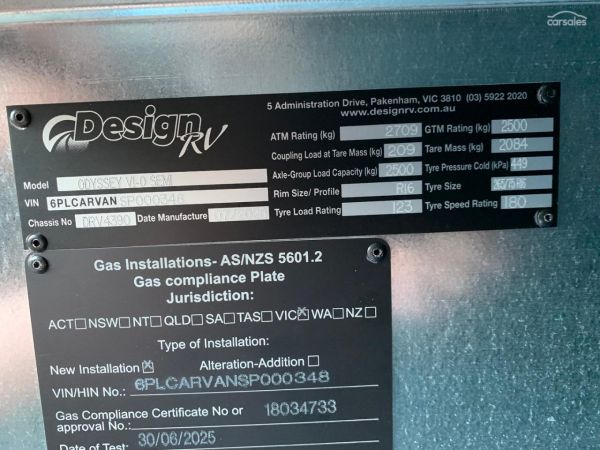 carsales
Design RV
5 Administration Drive, Pakenham, VIC 3810 (03) 5922 2020
www.designrv.com.au
ATM Rating (kg) 2709 GTM Rating (kg) 2500
Coupling Load at Tare Mass (kg) 209 Tare Mass (kg) 2084
Axle-Group Load Capacity (kg) 2500 Tyre Pressure Cold (kPa) 449
Model ODYSSEY VI-O SEMI Rim Size/ Profile R16 Tyre Size 265/75 R16
VIN 6PLCARVANSP000348 Tyre Load Rating 123 Tyre Speed Rating 180
Chassis No DRV4390 Date Manufacture
Gas Installations- AS/NZS 5601.2
Gas compliance Plate
Jurisdiction:
ACT NSW NT QLD SA TAS VIC WA NZ
Type of Installation:
New Installation Alteration-Addition
VIN/HIN No.: 6PLCARVANSP000348
Gas Compliance Certificate No or
approval No.: 18034733
Date of Test: 30/06/2025